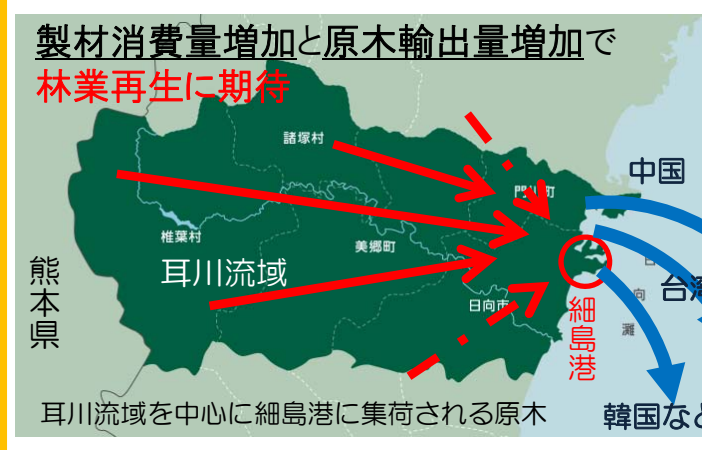 製材消費量増加と原木輸出量増加で
林業再生に期待
諸塚村
中国
門川町
椎葉村
美郷町
耳川流域
熊本県
日向市
細島港
日向灘
台湾
耳川流域を中心に細島港に集荷される原木
韓国など